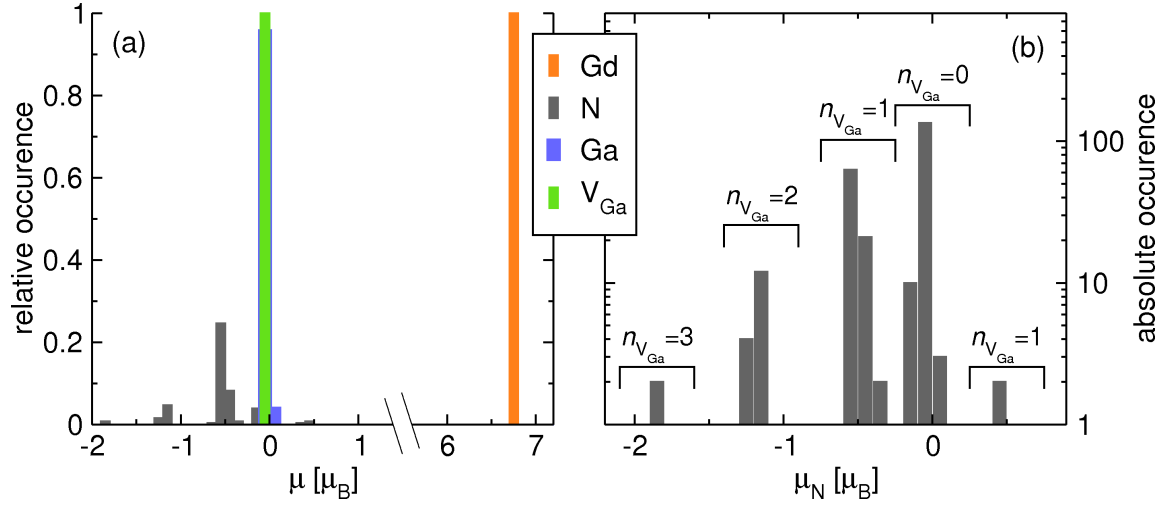 (a)
relative occurence
1
0.8
0.6
0.4
0.2
0
-2
-1
0
1
6
7
μ [μB]
Gd
N
Ga
VGa
(b)
absolute occurence
100
10
1
nVGa=0
nVGa=1
nVGa=2
nVGa=3
nVGa=1
-2
-1
0
μN [μB]